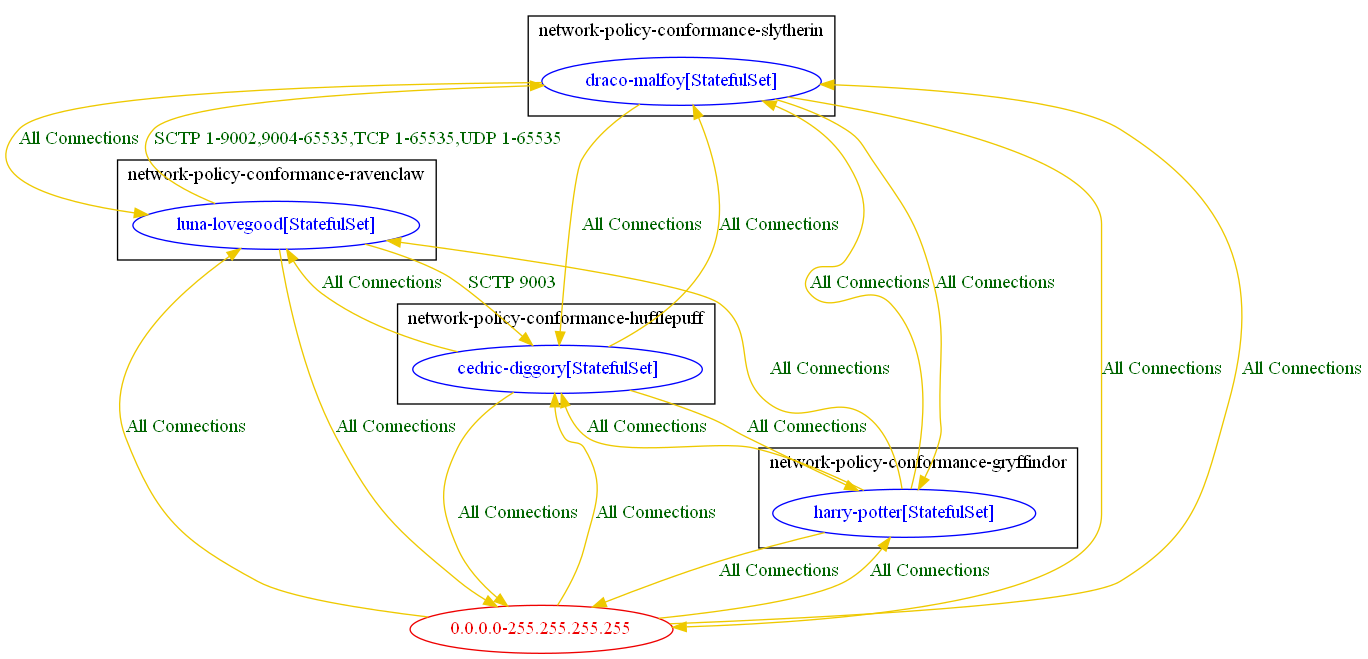 network-policy-conformance-slytherin
draco-malfoy[StatefulSet]
All Connections
SCTP 1-9002,9004-65535,TCP 1-65535,UDP 1-65535
network-policy-conformance-ravenclaw
luna-lovegood[StatefulSet]
All Connections
All Connections
All Connections
SCTP 9003
All Connections
All Connections
network-policy-conformance-hufflepuff
cedric-diggory[StatefulSet]
All Connections
All Connections
All Connections
All Connections
All Connections
All Connections
All Connections
All Connections
network-policy-conformance-gryffindor
harry-potter[StatefulSet]
All Connections
All Connections
All Connections
All Connections
0.0.0.0-255.255.255.255